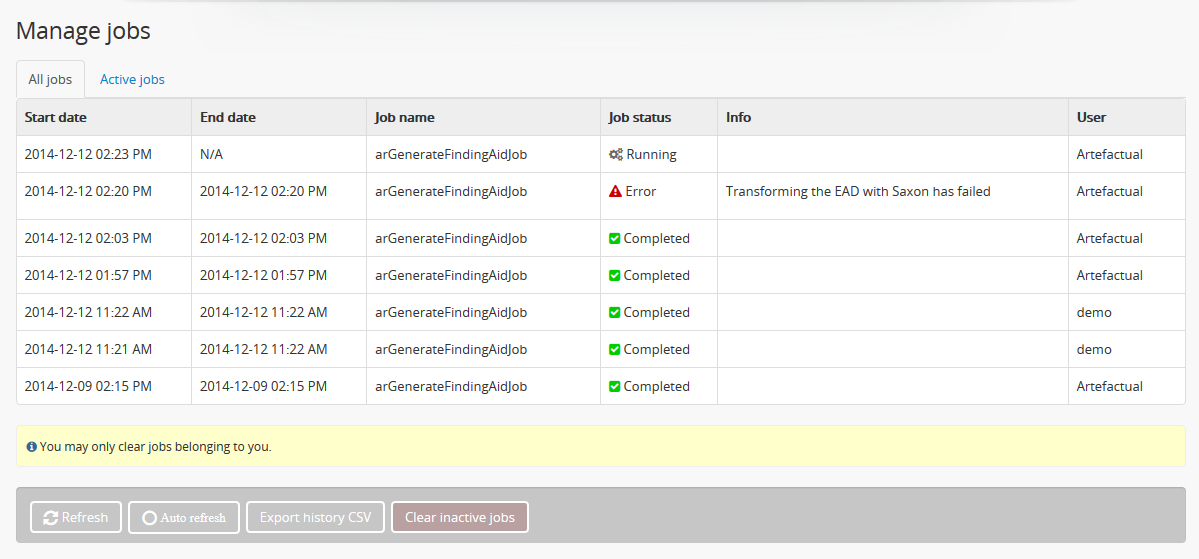 Manage jobs
All jobs Active jobs
Start date End date Job name Job status Info User
2014-12-12 02:23 PM N/A arGenerateFindingAidJob Running Artefactual
2014-12-12 02:20 PM 2014-12-12 02:20 PM arGenerateFindingAidJob Error Transforming the EAD with Saxon has failed Artefactual
2014-12-12 02:03 PM 2014-12-12 02:03 PM arGenerateFindingAidJob Completed Artefactual
2014-12-12 01:57 PM 2014-12-12 01:57 PM arGenerateFindingAidJob Completed Artefactual
2014-12-12 11:22 AM 2014-12-12 11:22 AM arGenerateFindingAidJob Completed demo
2014-12-12 11:21 AM 2014-12-12 11:22 AM arGenerateFindingAidJob Completed demo
2014-12-09 02:15 PM 2014-12-09 02:15 PM arGenerateFindingAidJob Completed Artefactual
You may only clear jobs belonging to you.
Refresh Auto refresh Export history CSV Clear inactive jobs